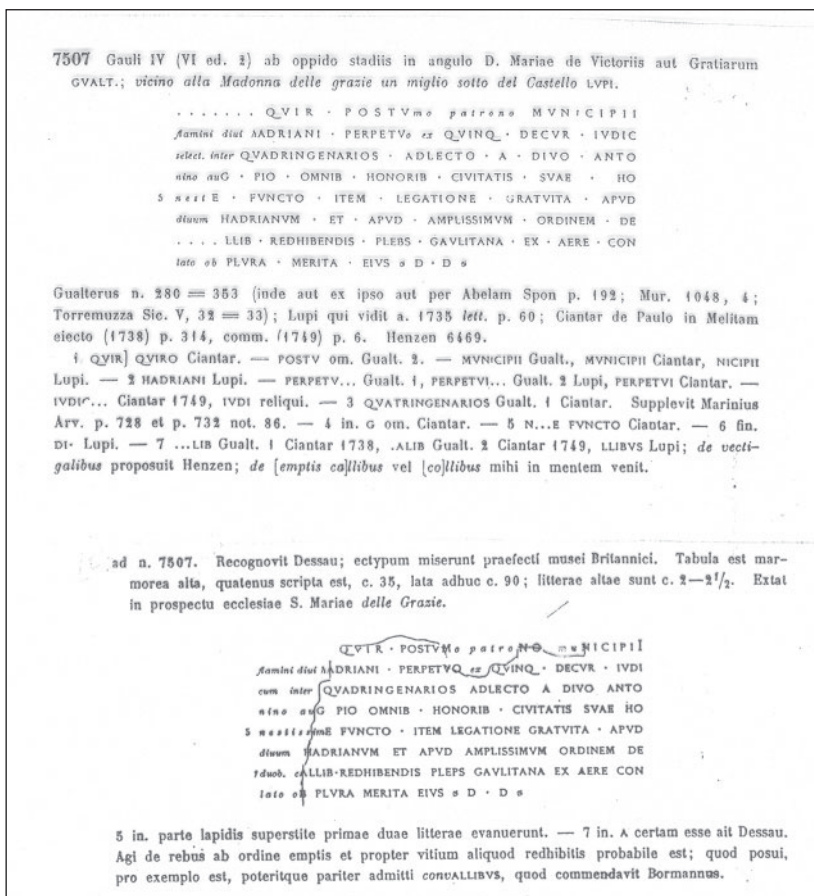 7507 Gauli IV (VI ed. 2) ab oppido stadiis in angulo D. Mariae de Victoriis aut Gratiarum
GVALT.; vicino alla Madonna delle grazie un miglio sotto del Castello LVPI.
. . . . . . . QVIR · POSTVmo patrono MVNICIPII
flamini divi hADRIANI · PERPETVo ex QVINQ · DECVR · IVDIC
select. inter QVADRINGENARIOS · ADLECTO · A · DIVO · ANTO
nino auG · PIO · OMNIB · HONORIB · CIVITATIS · SVAE · HO
5 nestE · FVNCTO · ITEM · LEGATIONE · GRATVITA · APVD
divum HADRIANVM · ET · APVD · AMPLISSIMVM · ORDINEM · DE
. . . . LLIB · REDHIBENDIS · PLEBS · GAVLITANA · EX · AERE · CON
lato ob PLVRA · MERITA · EIVS ꙅ D · D ꙅ
Gualterus n. 280 = 353 (inde aut ex ipso aut per Abelam Spon p. 192; Mur. 1048, 4;
Torremuzza Sic. V, 32 = 33); Lupi qui vidit a. 1735 lett. p. 60; Ciantar de Paulo in Melitam
eiecto (1738) p. 314, comm. (1749) p. 6. Henzen 6469.
1 QVIR] QVIRO Ciantar. — POSTV om. Gualt. 2. — MVNICIPII Gualt., MVNICIPII Ciantar, NICIPII
Lupi. — 2 HADRIANI Lupi. — PERPETV... Gualt. 1, PERPETVI... Gualt. 2 Lupi, PERPETVI Ciantar. —
IVDIC... Ciantar 1749, IVDI reliqui. — 3 QVATRINGENARIOS Gualt. 1 Ciantar. Supplevit Marinius
Arv. p. 728 et p. 732 not. 86. — 4 in. G om. Ciantar. — 5 N...E FVNCTO Ciantar. — 6 fin.
DI· Lupi. — 7 ...LIB Gualt. 1 Ciantar 1738, .ALIB Gualt. 2 Ciantar 1749, LLIBVS Lupi; de vecti-
galibus proposuit Henzen; de [emptis ca]llibus vel [co]llibus mihi in mentem venit.
ad n. 7507. Recognovit Dessau; ectypum miserunt praefecti musei Britannici. Tabula est mar-
morea alta, quatenus scripta est, c. 35, lata adhuc c. 90; litterae altae sunt c. 2—2 1/2. Extat
in prospectu ecclesiae S. Mariae delle Grazie.
QVIR · POSTVMo patroNO muNICIPII
flamini divi hADRIANI · PERPETVO ex QVINQ · DECVR · IVDI
cum inter QVADRINGENARIOS ADLECTO A DIVO ANTO
nino auG PIO OMNIB · HONORIB · CIVITATIS SVAE HO
5 nestissimE FVNCTO · ITEM LEGATIONE GRATVITA · APVD
divum HADRIANVM ET APVD AMPLISSIMVM ORDINEM DE
?duob. cALLIB·REDHIBENDIS PLEPS GAVLITANA EX AERE CON
lato oB PLVRA MERITA EIVS ꙅ D · D ꙅ
5 in. parte lapidis superstite primae duae litterae evanuerunt. — 7 in. A certam esse ait Dessau.
Agi de rebus ab ordine emptis et propter vitium aliquod redhibitis probabile est; quod posui,
pro exemplo est, poteritque pariter admitti convALLIBVS, quod commendavit Bormannus.